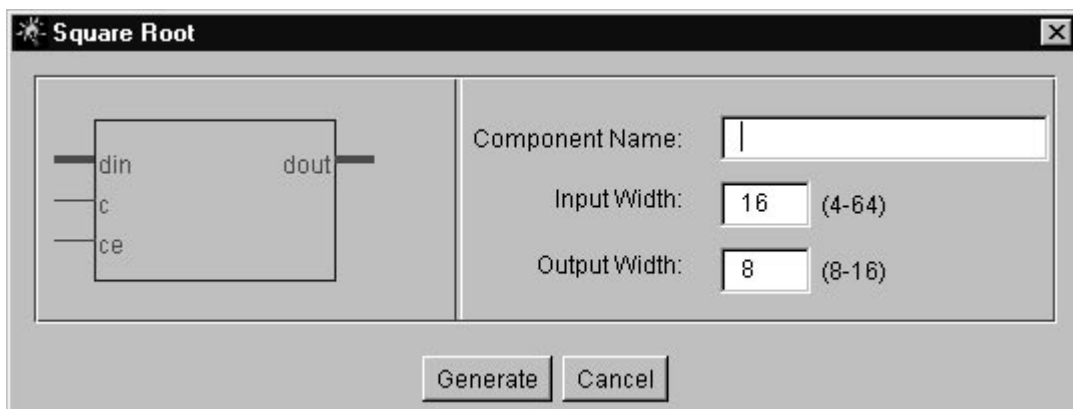 Square Root
din dout
c
ce
Component Name:
Input Width: 16 (4-64)
Output Width: 8 (8-16)
Generate Cancel